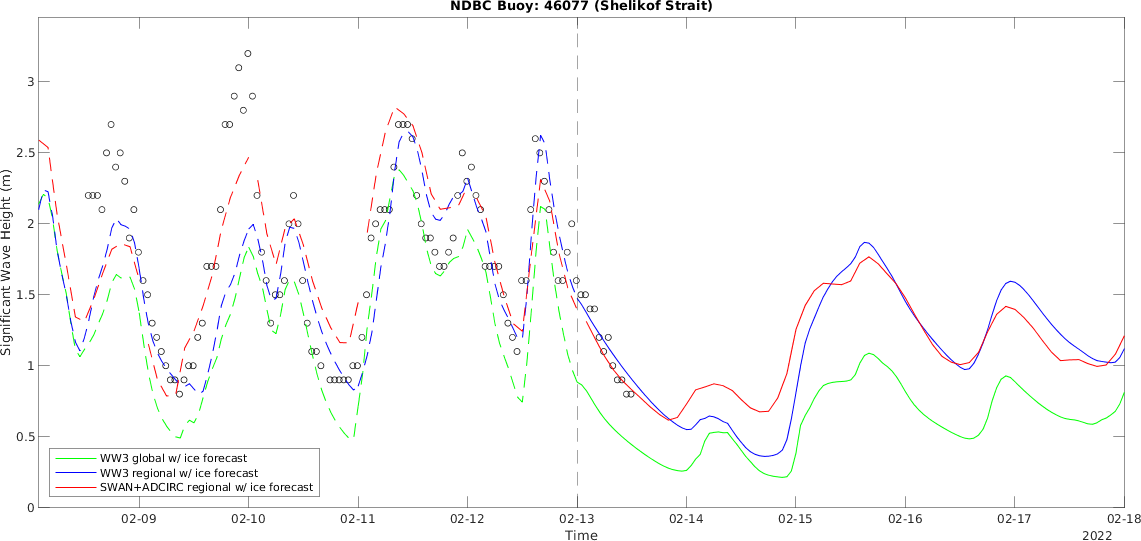 NDBC Buoy: 46077 (Shelikof Strait)
Significant Wave Height (m)
3
2.5
2
1.5
1
0.5
0
WW3 global w/ ice forecast
WW3 regional w/ ice forecast
SWAN+ADCIRC regional w/ ice forecast
02-09 02-10 02-11 02-12 02-13 02-14 02-15 02-16 02-17 02-18
Time
2022